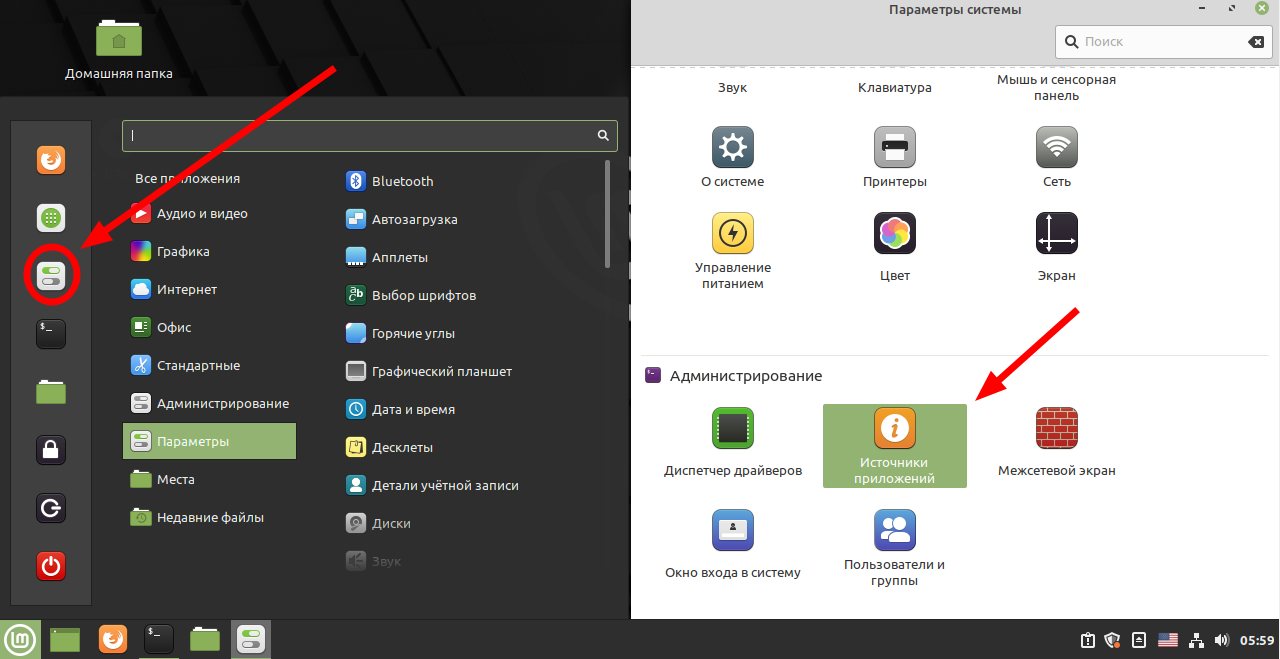 Домашняя папка
Все приложения
Аудио и видео
Графика
Интернет
Офис
Стандартные
Администрирование
Параметры
Места
Недавние файлы
Bluetooth
Автозагрузка
Апплеты
Выбор шрифтов
Горячие углы
Графический планшет
Дата и время
Десклеты
Детали учётной записи
Диски
Звук
Параметры системы
Поиск
Звук
Клавиатура
Мышь и сенсорная
панель
О системе
Принтеры
Сеть
Управление
питанием
Цвет
Экран
Администрирование
Диспетчер драйверов
Источники
приложений
Межсетевой экран
Окно входа в систему
Пользователи и
группы
05:59